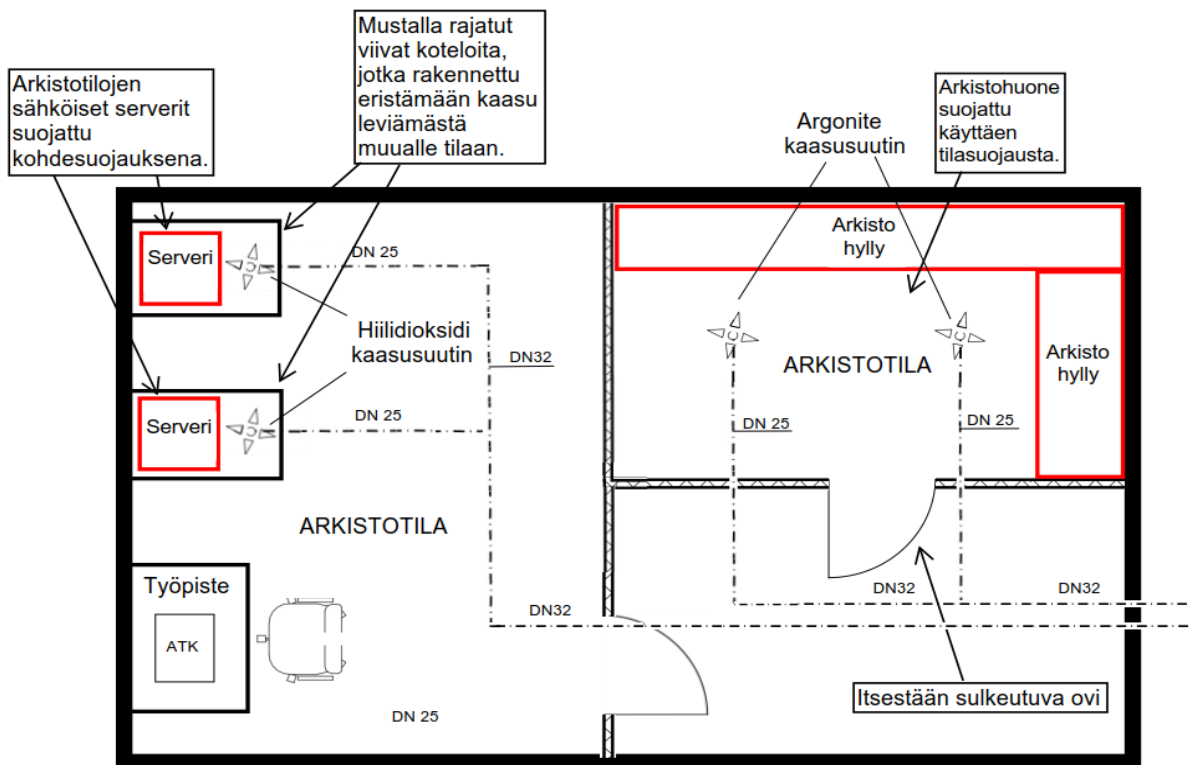 Arkistotilojen
sähköiset serverit
suojattu
kohdesuojauksena.
Mustalla rajatut
viivat koteloita,
jotka rakennettu
eristämään kaasu
leviämästä
muualle tilaan.
Argonite
kaasusuutin
Arkistohuone
suojattu
käyttäen
tilasuojausta.
Serveri
DN 25
Hiilidioksidi
kaasusuutin
DN32
Serveri
DN 25
ARKISTOTILA
Työpiste
ATK
DN32
DN 25
Arkisto
hylly
ARKISTOTILA
Arkisto
hylly
DN 25
DN 25
DN32
DN32
Itsestään sulkeutuva ovi